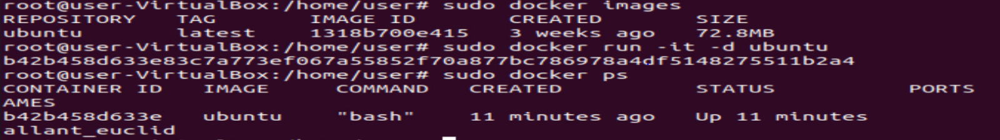 root@user-VirtualBox:/home/user# sudo docker images
REPOSITORY TAG IMAGE ID CREATED SIZE
ubuntu latest 1318b700e415 3 weeks ago 72.8MB
root@user-VirtualBox:/home/user# sudo docker run -it -d ubuntu
b42b458d633e83c7a773ef067a55852f70a877bc786978a4df5148275511b2a4
root@user-VirtualBox:/home/user# sudo docker ps
CONTAINER ID IMAGE COMMAND CREATED STATUS PORTS
AMES
b42b458d633e ubuntu "bash" 11 minutes ago Up 11 minutes
allant_euclid